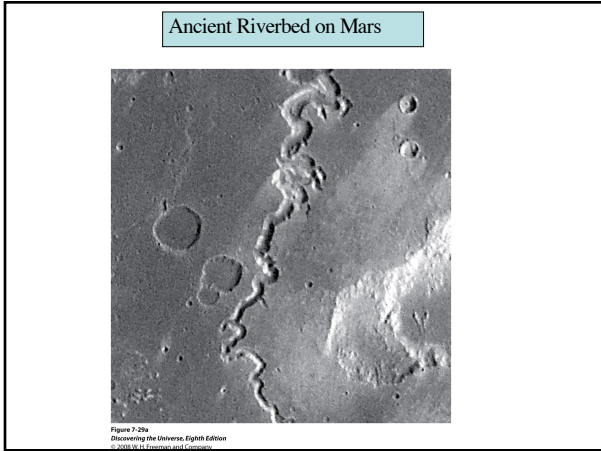 Ancient Riverbed on Mars
Figure 7-29a
Discovering the Universe, Eighth Edition
© 2008 W. H. Freeman and Company